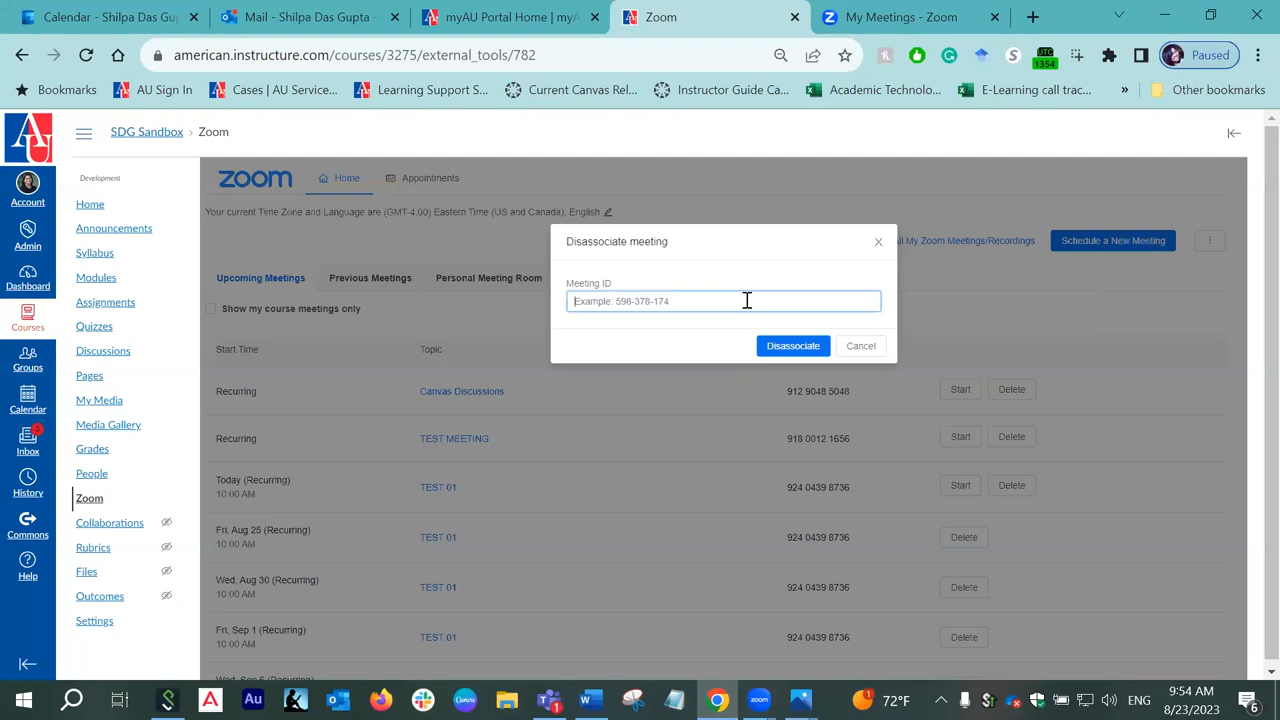 Calendar - Shilpas Das Gupta
Mail - Shilpas Das Gupta
myAU Portal Home | myA
Zoom
My Meetings - Zoom
american.instructure.com/courses/3275/external_tools/782
UTC
1354
Paused
Bookmarks
AU Sign In
Cases | AU Service...
Learning Support S...
Current Canvas Rel...
Instructor Guide Ca...
Academic Technolo...
E-Learning call trac...
»
Other bookmarks
AU
SDG Sandbox › Zoom
Account
Admin
Dashboard
Courses
Groups
Calendar
3
Inbox
History
Commons
Help
Development
Home
Announcements
Syllabus
Modules
Assignments
Quizzes
Discussions
Pages
My Media
Media Gallery
Grades
People
Zoom
Collaborations
Rubrics
Files
Outcomes
Settings
zoom
Home
Appointments
Your current Time Zone and Language are (GMT-4:00) Eastern Time (US and Canada), English
All My Zoom Meetings/Recordings
Schedule a New Meeting
Upcoming Meetings
Previous Meetings
Personal Meeting Room
Show my course meetings only
Disassociate meeting
Meeting ID
Example: 598-378-174
Disassociate
Cancel
Start Time
Topic
Recurring
Canvas Discussions
912 9048 5048
Start
Delete
Recurring
TEST MEETING
918 0012 1656
Start
Delete
Today (Recurring)
10:00 AM
TEST 01
924 0439 8736
Start
Delete
Fri, Aug 25 (Recurring)
10:00 AM
TEST 01
924 0439 8736
Delete
Wed, Aug 30 (Recurring)
10:00 AM
TEST 01
924 0439 8736
Delete
Fri, Sep 1 (Recurring)
10:00 AM
TEST 01
924 0439 8736
Delete
72°F
ENG
9:54 AM
8/23/2023
6